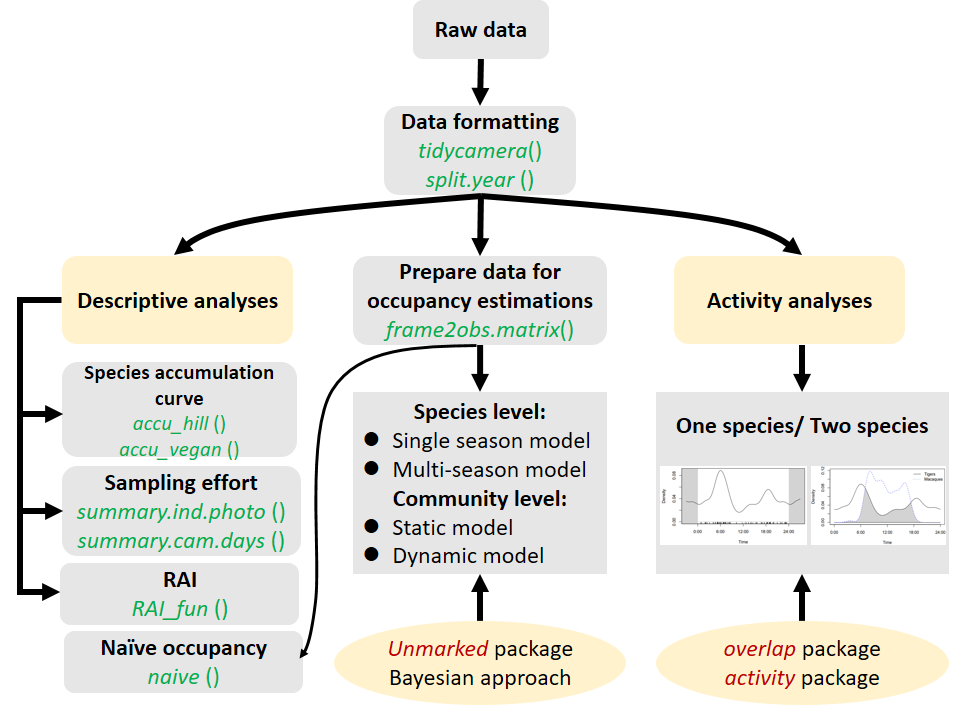 Raw data
Data formatting
tidycamera()
split.year ()
Descriptive analyses
Species accumulation
curve
accu_hill ()
accu_vegan ()
Sampling effort
summary.ind.photo ()
summary.cam.days ()
RAI
RAI_fun ()
Naïve occupancy
naive ()
Prepare data for
occupancy estimations
frame2obs.matrix()
Species level:
● Single season model
● Multi-season model
Community level:
● Static model
● Dynamic model
Unmarked package
Bayesian approach
Activity analyses
One species/ Two species
Density
0.00 0.04 0.08
0:00 6:00 12:00 18:00 24:00
Time
Density
0.00 0.04 0.08 0.12
Tigers
Macaques
0:00 6:00 12:00 18:00 24:00
Time
overlap package
activity package